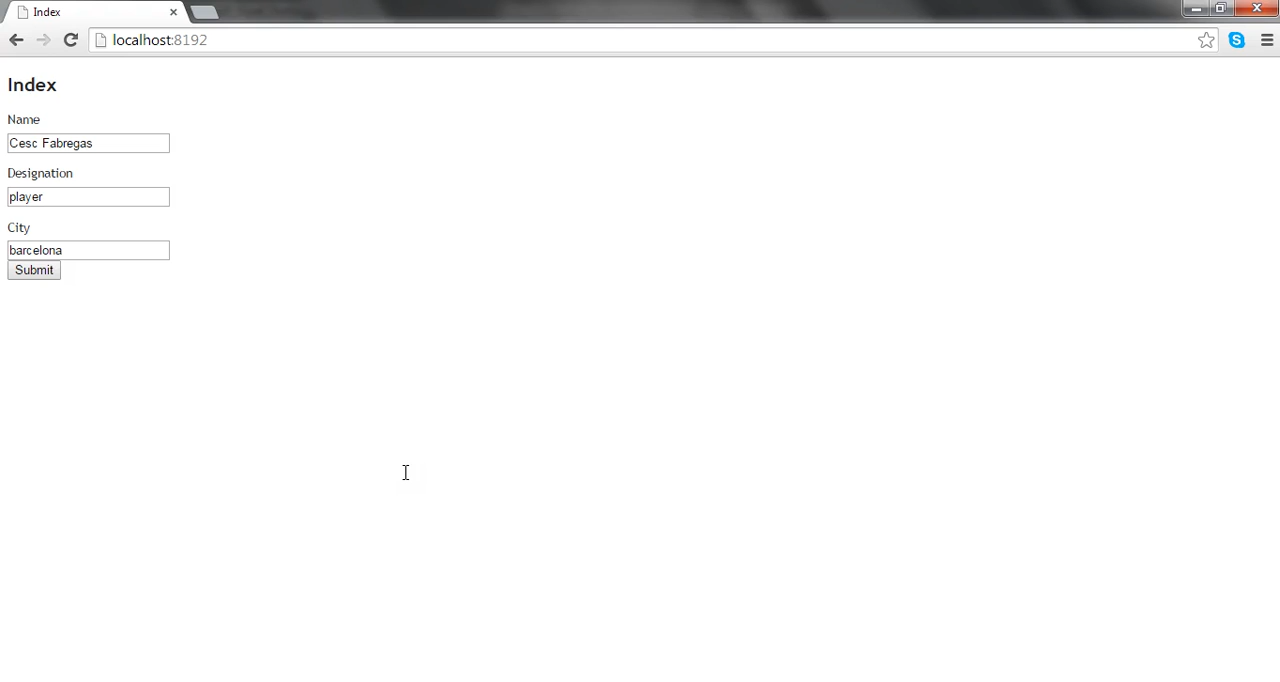 Index
localhost:8192
Index
Name
Cesc Fabregas
Designation
player
City
barcelona
Submit